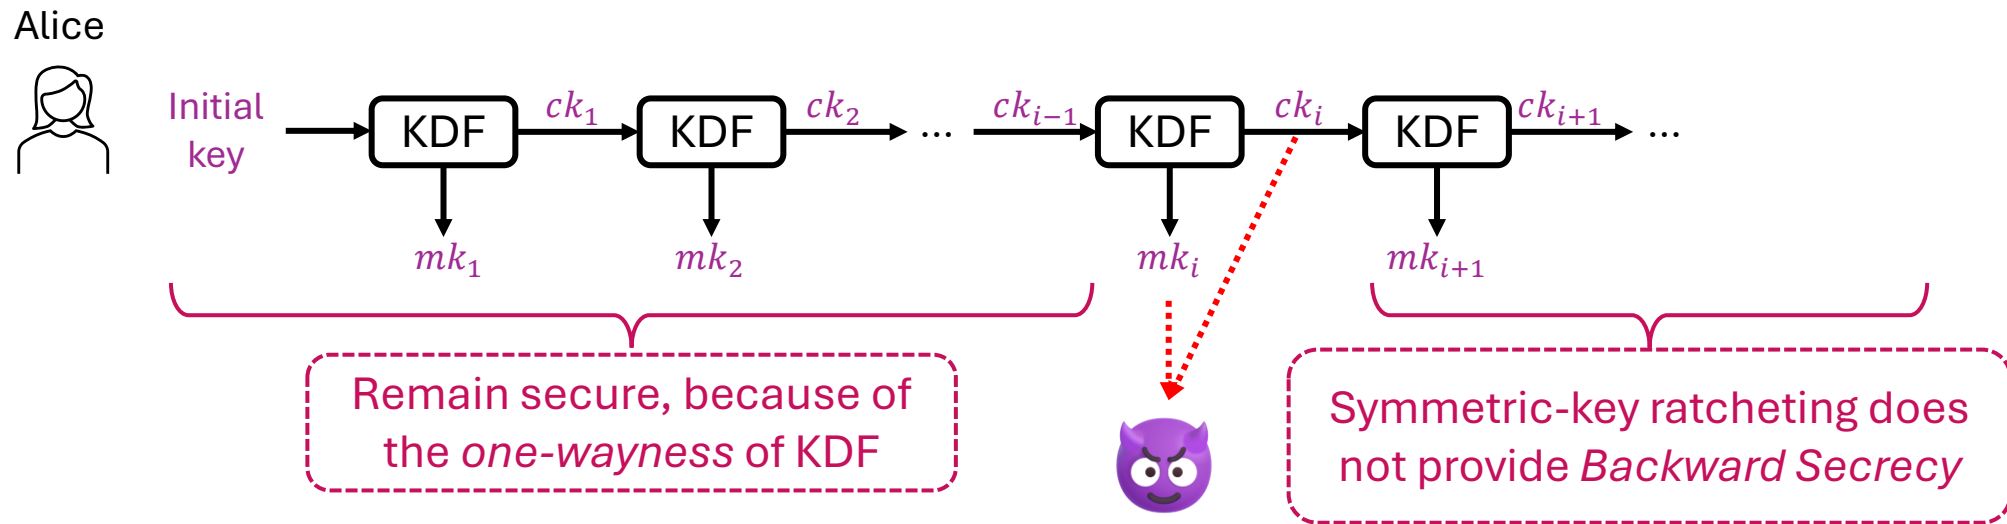 Alice
Initial
key
KDF
ck₁
KDF
ck₂
...
ckᵢ₋₁
KDF
ckᵢ
KDF
ckᵢ₊₁
...
mk₁
mk₂
mkᵢ
mkᵢ₊₁
Remain secure, because of
the one-wayness of KDF
Symmetric-key ratcheting does
not provide Backward Secrecy